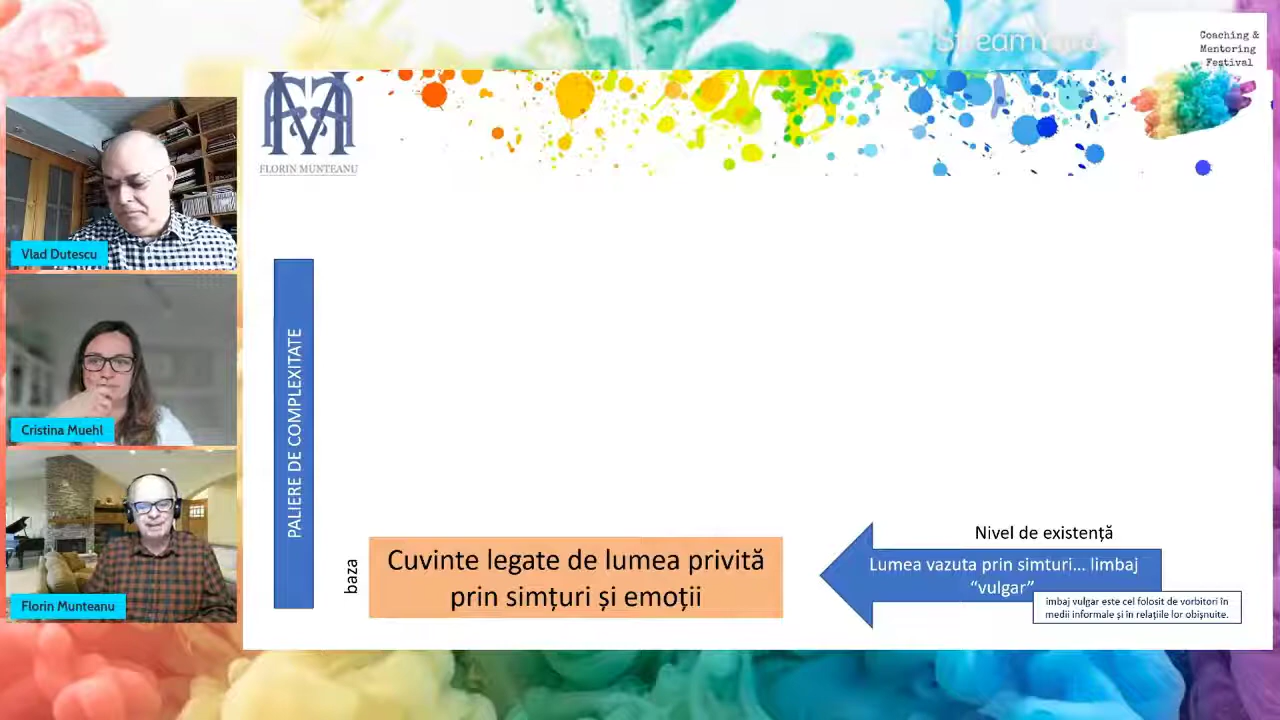 StreamYard
Coaching &
Mentoring
Festival
FLORIN MUNTEANU
Vlad Dutescu
Cristina Muehl
Florin Munteanu
PALIERE DE COMPLEXITATE
baza
Cuvinte legate de lumea privită
prin simțuri și emoții
Nivel de existență
Lumea vazuta prin simturi... limbaj
“vulgar”
imbaj vulgar este cel folosit de vorbitori în
medii informale și în relațiile lor obișnuite.